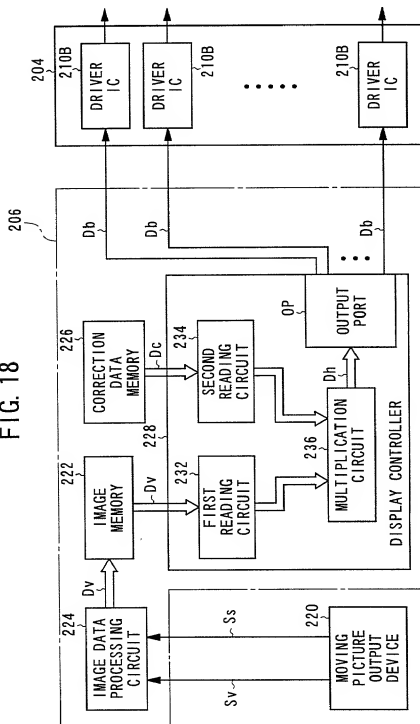 FIG. 18
206
204
224
IMAGE DATA
PROCESSING
CIRCUIT
Dv
222
IMAGE
MEMORY
226
CORRECTION
DATA
MEMORY
Dv
Dc
228
232
FIRST
READING
CIRCUIT
234
SECOND
READING
CIRCUIT
236
MULTIPLICATION
CIRCUIT
Dh
OP
OUTPUT
PORT
DISPLAY CONTROLLER
Sv
Ss
220
MOVING
PICTURE
OUTPUT
DEVICE
Db
Db
Db
210B
DRIVER
IC
210B
DRIVER
IC
210B
DRIVER
IC